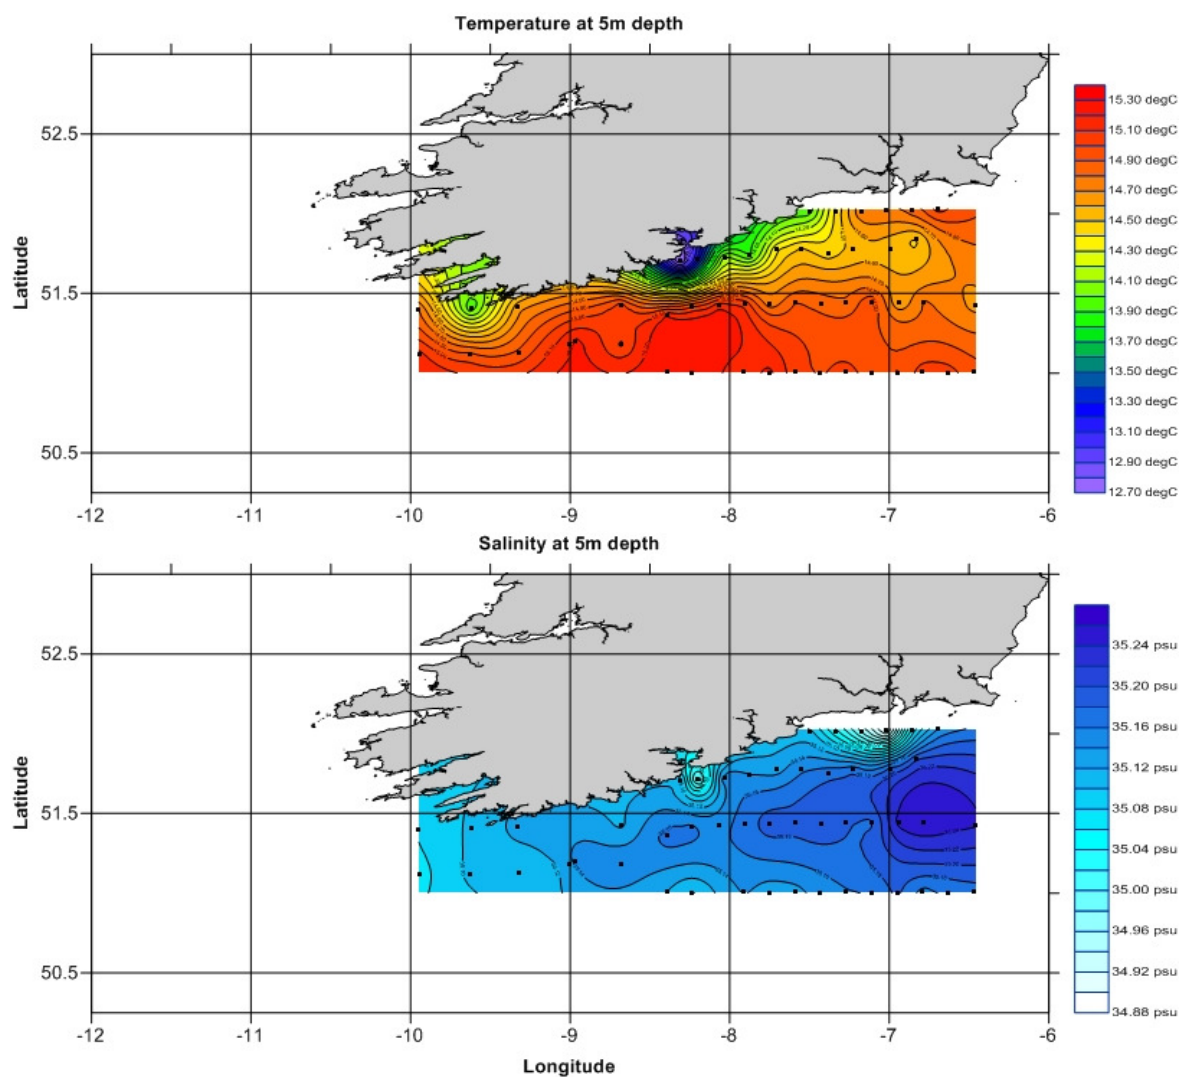 Temperature at 5m depth
52.5
51.5
50.5
Latitude
-12
-11
-10
-9
-8
-7
-6
15.30 degC
15.10 degC
14.90 degC
14.70 degC
14.50 degC
14.30 degC
14.10 degC
13.90 degC
13.70 degC
13.50 degC
13.30 degC
13.10 degC
12.90 degC
12.70 degC
Salinity at 5m depth
52.5
51.5
50.5
Latitude
-12
-11
-10
-9
-8
-7
-6
Longitude
35.24 psu
35.20 psu
35.16 psu
35.12 psu
35.08 psu
35.04 psu
35.00 psu
34.96 psu
34.92 psu
34.88 psu